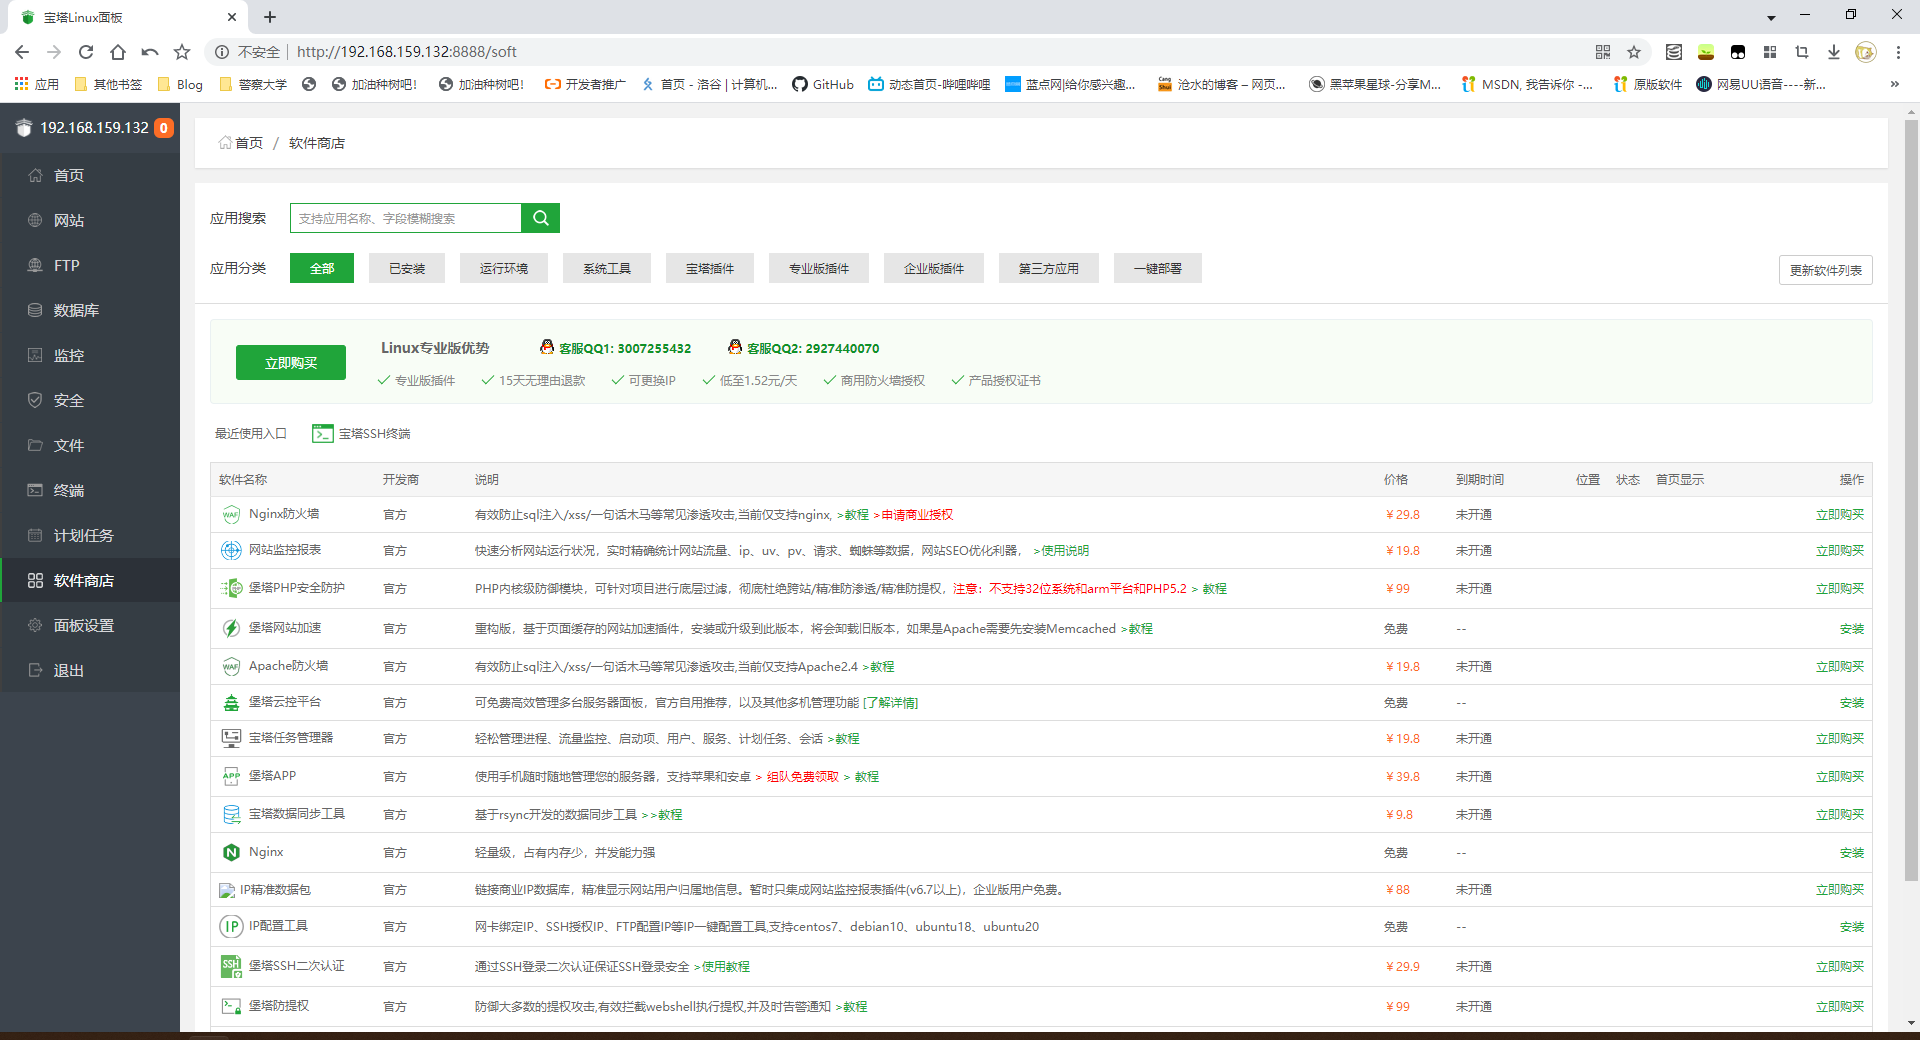 宝塔Linux面板
不安全 http://192.168.159.132:8888/soft
应用 其他书签 Blog 警察大学 加油种树吧! 加油种树吧! 开发者推广 首页 - 洛谷 | 计算机... GitHub 动态首页-哔哩哔哩 蓝点网|给你感兴趣... 沧水的博客 – 网页... 黑苹果星球-分享M... MSDN, 我告诉你 -... 原版软件 网易UU语音----新... »
192.168.159.132 0
首页
网站
FTP
数据库
监控
安全
文件
终端
计划任务
软件商店
面板设置
退出
首页 / 软件商店
应用搜索 支持应用名称、字段模糊搜索
应用分类 全部 已安装 运行环境 系统工具 宝塔插件 专业版插件 企业版插件 第三方应用 一键部署 更新软件列表
立即购买 Linux专业版优势 客服QQ1: 3007255432 客服QQ2: 2927440070
专业版插件 15天无理由退款 可更换IP 低至1.52元/天 商用防火墙授权 产品授权证书
最近使用入口 宝塔SSH终端
软件名称 开发商 说明 价格 到期时间 位置 状态 首页显示 操作
WAF Nginx防火墙 官方 有效防止sql注入/xss/一句话木马等常见渗透攻击,当前仅支持nginx, >教程 >申请商业授权 ￥29.8 未开通 立即购买
网站监控报表 官方 快速分析网站运行状况，实时精确统计网站流量、ip、uv、pv、请求、蜘蛛等数据，网站SEO优化利器， >使用说明 ￥19.8 未开通 立即购买
堡塔PHP安全防护 官方 PHP内核级防御模块，可针对项目进行底层过滤，彻底杜绝跨站/精准防渗透/精准防提权，注意：不支持32位系统和arm平台和PHP5.2 > 教程 ￥99 未开通 立即购买
堡塔网站加速 官方 重构版，基于页面缓存的网站加速插件，安装或升级到此版本，将会卸载旧版本，如果是Apache需要先安装Memcached >教程 免费 -- 安装
WAF Apache防火墙 官方 有效防止sql注入/xss/一句话木马等常见渗透攻击,当前仅支持Apache2.4 >教程 ￥19.8 未开通 立即购买
堡塔云控平台 官方 可免费高效管理多台服务器面板，官方自用推荐，以及其他多机管理功能 [了解详情] 免费 -- 安装
宝塔任务管理器 官方 轻松管理进程、流量监控、启动项、用户、服务、计划任务、会话 >教程 ￥19.8 未开通 立即购买
APP 堡塔APP 官方 使用手机随时随地管理您的服务器，支持苹果和安卓 > 组队免费领取 > 教程 ￥39.8 未开通 立即购买
宝塔数据同步工具 官方 基于rsync开发的数据同步工具 >>教程 ￥9.8 未开通 立即购买
N Nginx 官方 轻量级，占有内存少，并发能力强 免费 -- 安装
IP精准数据包 官方 链接商业IP数据库，精准显示网站用户归属地信息。暂时只集成网站监控报表插件(v6.7以上)，企业版用户免费。 ￥88 未开通 立即购买
IP IP配置工具 官方 网卡绑定IP、SSH授权IP、FTP配置IP等IP一键配置工具,支持centos7、debian10、ubuntu18、ubuntu20 免费 -- 安装
SSH 堡塔SSH二次认证 官方 通过SSH登录二次认证保证SSH登录安全 >使用教程 ￥29.9 未开通 立即购买
堡塔防提权 官方 防御大多数的提权攻击,有效拦截webshell执行提权,并及时告警通知 >教程 ￥99 未开通 立即购买